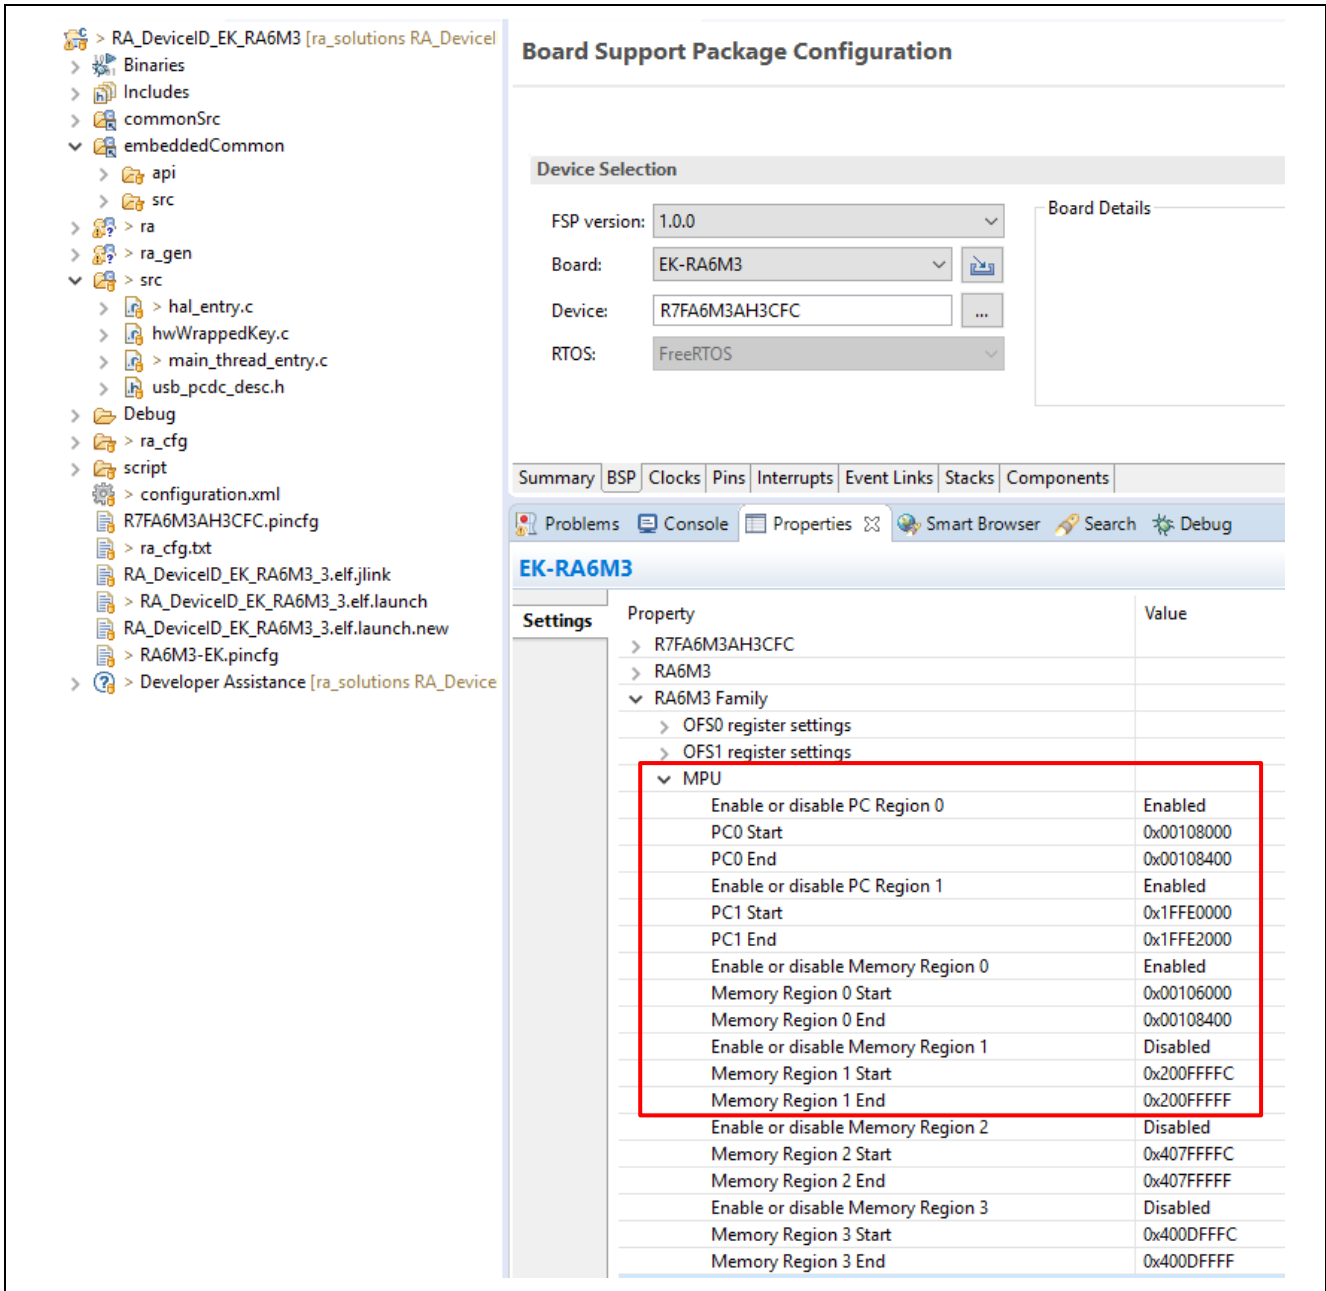 > RA_DeviceID_EK_RA6M3 [ra_solutions RA_DeviceI
Binaries
Includes
commonSrc
embeddedCommon
api
src
> ra
> ra_gen
> src
> hal_entry.c
hwWrappedKey.c
> main_thread_entry.c
usb_pcdc_desc.h
Debug
> ra_cfg
script
> configuration.xml
R7FA6M3AH3CFC.pincfg
> ra_cfg.txt
RA_DeviceID_EK_RA6M3_3.elf.jlink
> RA_DeviceID_EK_RA6M3_3.elf.launch
RA_DeviceID_EK_RA6M3_3.elf.launch.new
> RA6M3-EK.pincfg
> Developer Assistance [ra_solutions RA_Device
Board Support Package Configuration
Device Selection
FSP version: 1.0.0
Board: EK-RA6M3
Device: R7FA6M3AH3CFC ...
RTOS: FreeRTOS
Board Details
Summary BSP Clocks Pins Interrupts Event Links Stacks Components
Problems Console Properties Smart Browser Search Debug
EK-RA6M3
Settings
Property Value
R7FA6M3AH3CFC
RA6M3
RA6M3 Family
OFS0 register settings
OFS1 register settings
MPU
Enable or disable PC Region 0 Enabled
PC0 Start 0x00108000
PC0 End 0x00108400
Enable or disable PC Region 1 Enabled
PC1 Start 0x1FFE0000
PC1 End 0x1FFE2000
Enable or disable Memory Region 0 Enabled
Memory Region 0 Start 0x00106000
Memory Region 0 End 0x00108400
Enable or disable Memory Region 1 Disabled
Memory Region 1 Start 0x200FFFFC
Memory Region 1 End 0x200FFFFF
Enable or disable Memory Region 2 Disabled
Memory Region 2 Start 0x407FFFFC
Memory Region 2 End 0x407FFFFF
Enable or disable Memory Region 3 Disabled
Memory Region 3 Start 0x400DFFFC
Memory Region 3 End 0x400DFFFF